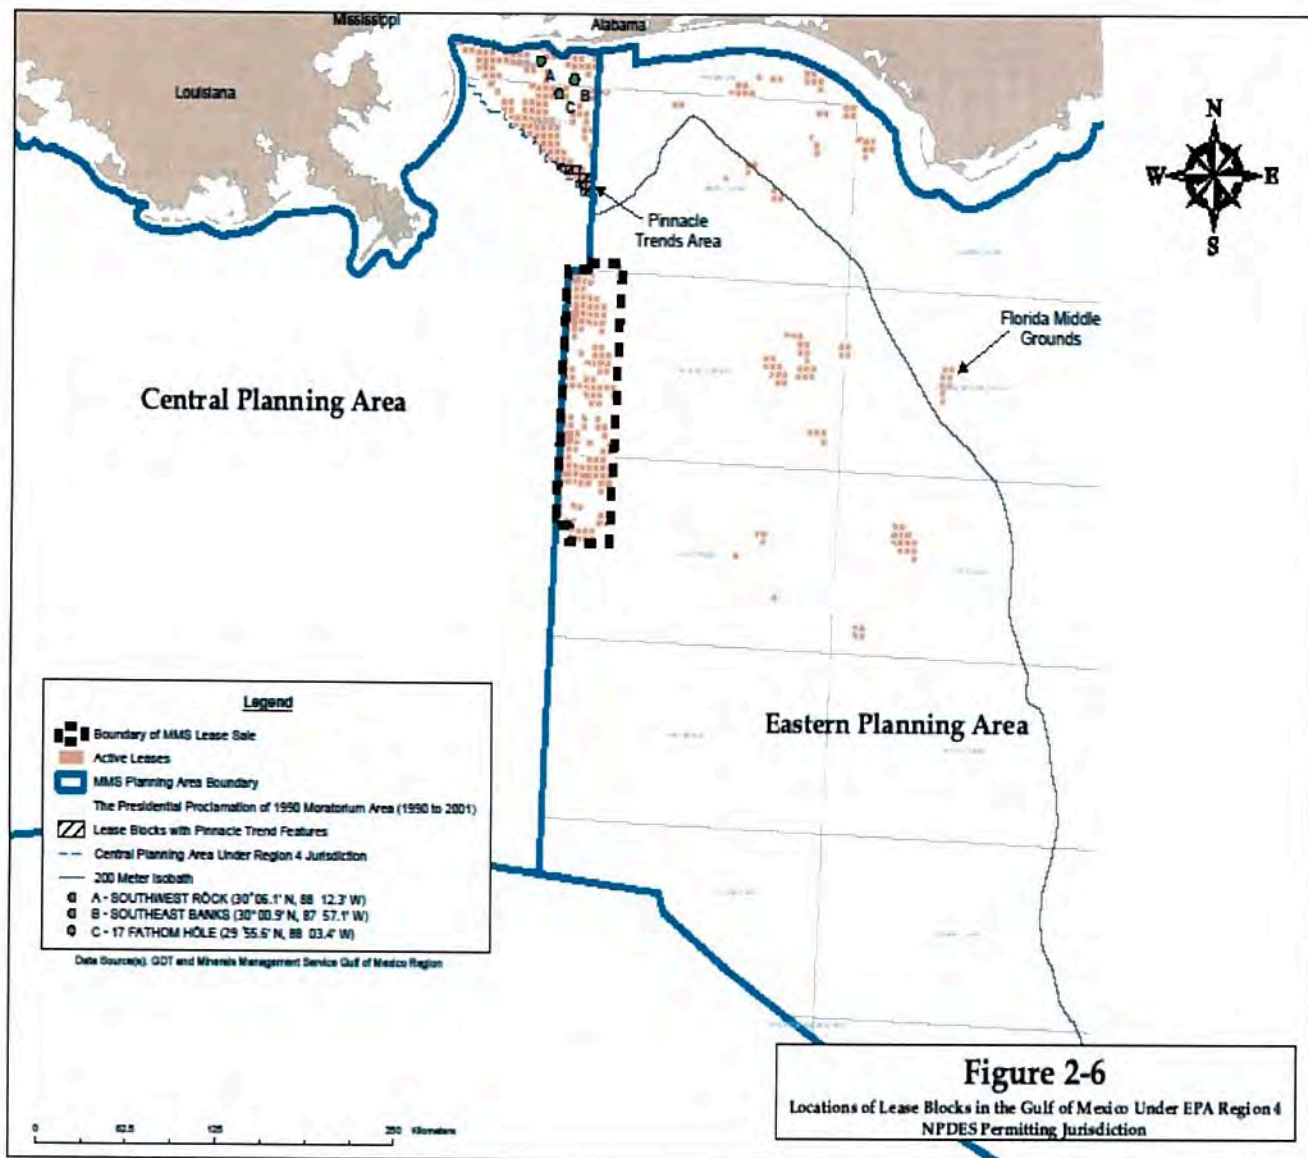 Mississippi
Alabama
Louisiana
A
B
C
N
W
E
S
Pinnacle
Trends Area
Florida Middle
Grounds
Central Planning Area
Eastern Planning Area
Legend
Boundary of MMS Lease Sale
Active Leases
MMS Planning Area Boundary
The Presidential Proclamation of 1990 Moratorium Area (1990 to 2001)
Lease Blocks with Pinnacle Trend Features
Central Planning Area Under Region 4 Jurisdiction
200 Meter Isobath
A - SOUTHWEST ROCK (30°06.1' N, 88 12.3' W)
B - SOUTHEAST BANKS (30°00.9' N, 87 57.1' W)
C - 17 FATHOM HOLE (29 55.6' N, 88 03.4' W)
Data Source(s): GDT and Minerals Management Service Gulf of Mexico Region
0 62.5 125 250 Kilometers
Figure 2-6
Locations of Lease Blocks in the Gulf of Mexico Under EPA Region 4
NPDES Permitting Jurisdiction